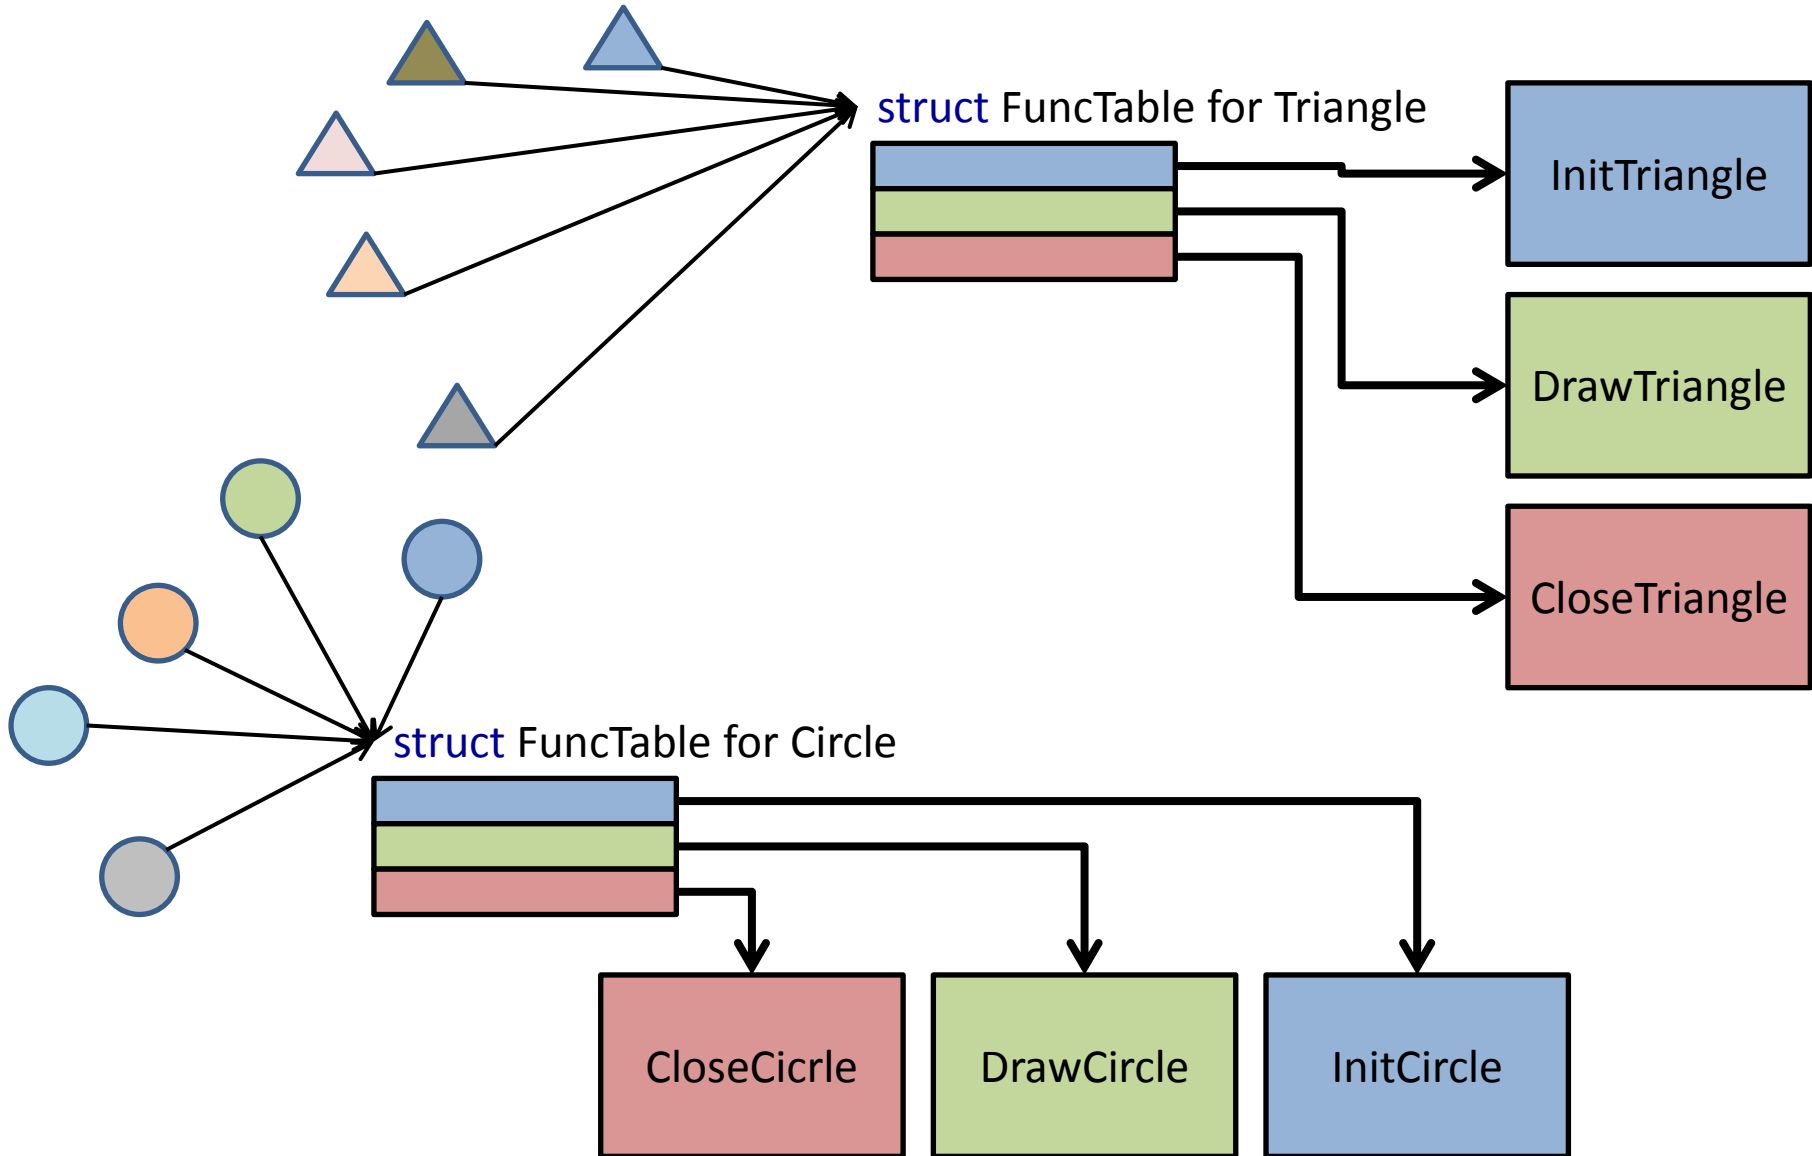 struct FuncTable for Triangle
InitTriangle
DrawTriangle
CloseTriangle
struct FuncTable for Circle
CloseCicrle
DrawCircle
InitCircle